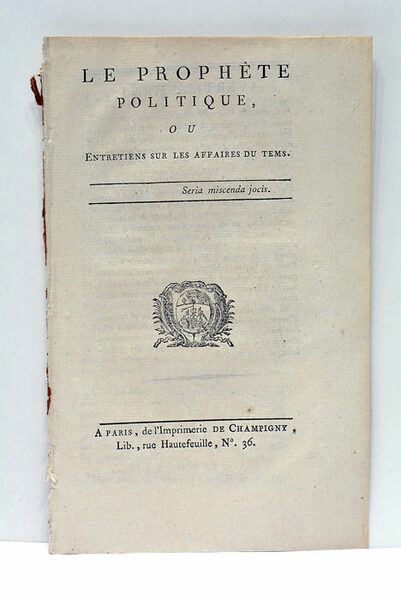 LE PROPHÊTE
POLITIQUE,
OU
ENTRETIENS SUR LES AFFAIRES DU TEMS.
Seria miscenda jocis.
A PARIS, de l'Imprimerie DE CHAMPIGNY,
Lib., rue Hautefeuille, N°. 36.